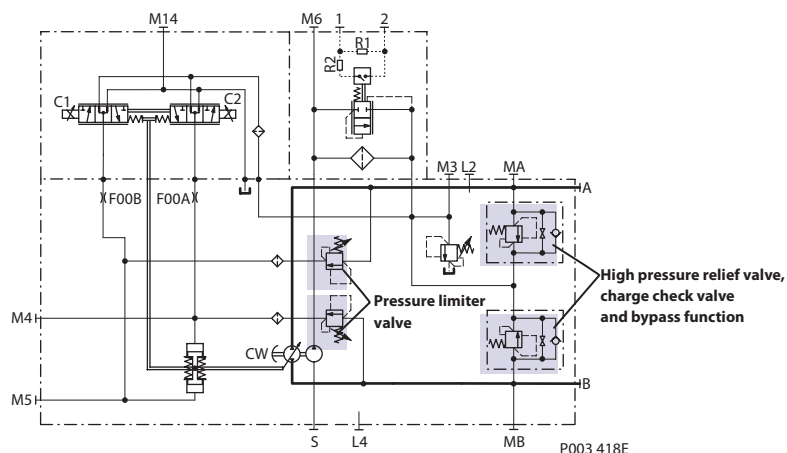 M14
M6
1
2
R1
R2
C1
C2
M3
L2
MA
A
F00B
F00A
High pressure relief valve,
charge check valve
and bypass function
Pressure limiter
valve
M4
CW
B
M5
S
L4
MB
P003 418E